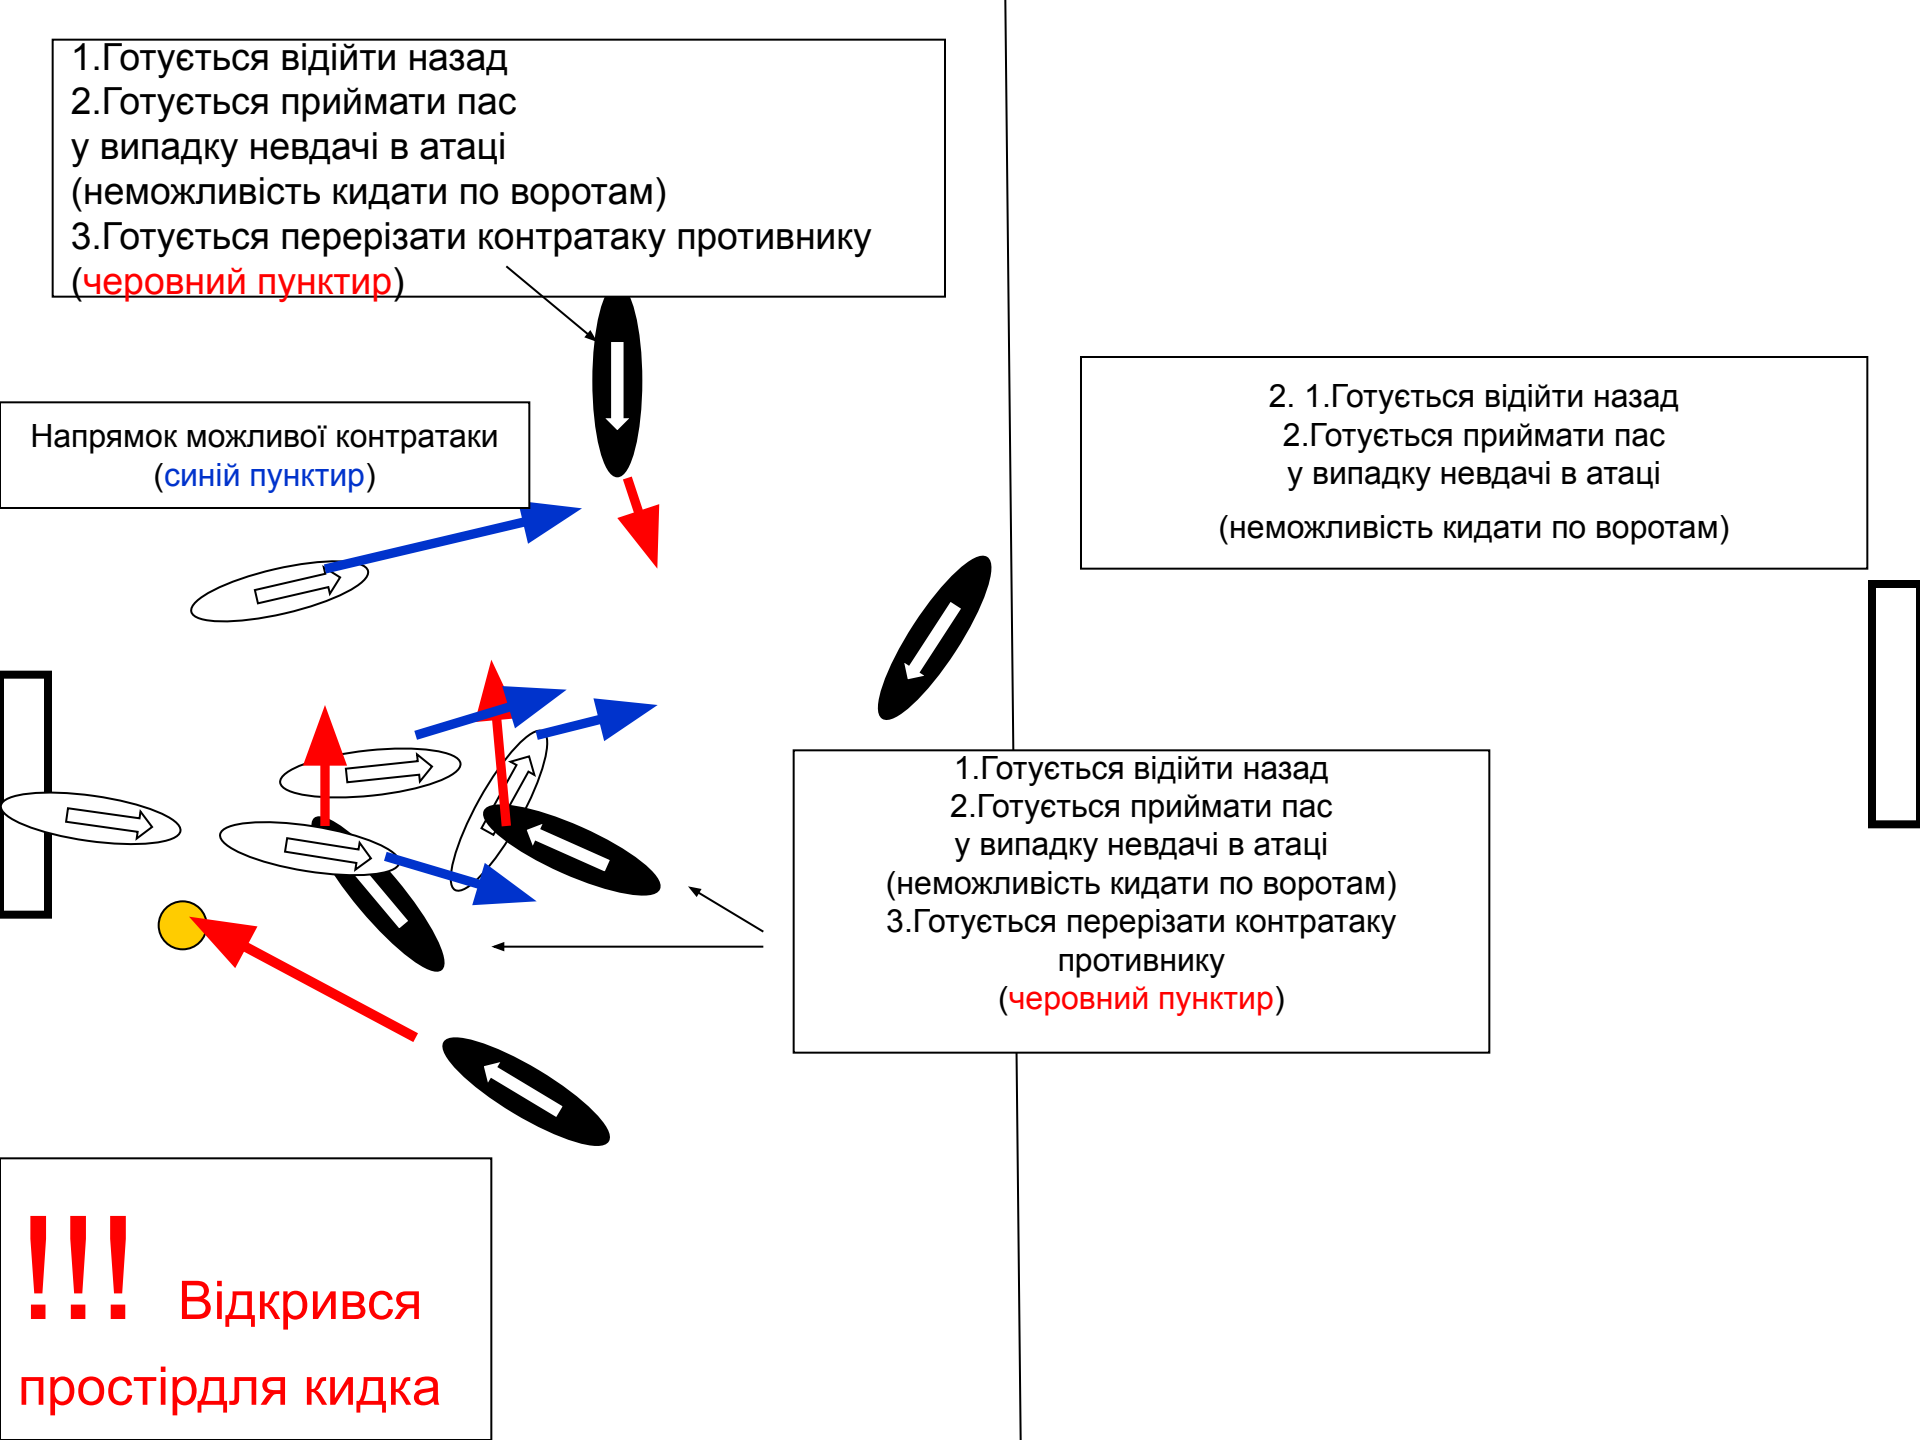 1.Готується відійти назад
2.Готується приймати пас
у випадку невдачі в атаці
(неможливість кидати по воротам)
3.Готується перерізати контратаку противнику
(черовний пунктир)
Напрямок можливої контратаки
(синій пунктир)
2. 1.Готується відійти назад
2.Готується приймати пас
у випадку невдачі в атаці
(неможливість кидати по воротам)
1.Готується відійти назад
2.Готується приймати пас
у випадку невдачі в атаці
(неможливість кидати по воротам)
3.Готується перерізати контратаку
противнику
(черовний пунктир)
!!! Відкрився
простірдля кидка